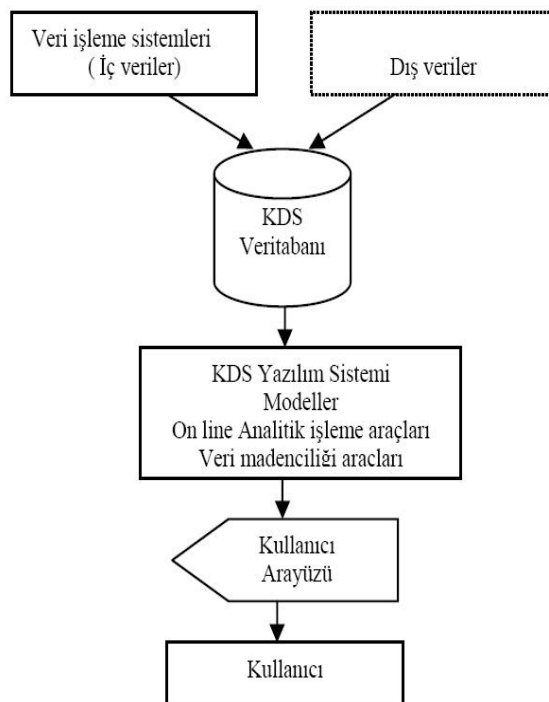 Veri işleme sistemleri
( İç veriler)
Dış veriler
KDS
Veritabanı
KDS Yazılım Sistemi
Modeller
On line Analitik işleme araçları
Veri madenciliği aracları
Kullanıcı
Arayüzü
Kullanıcı